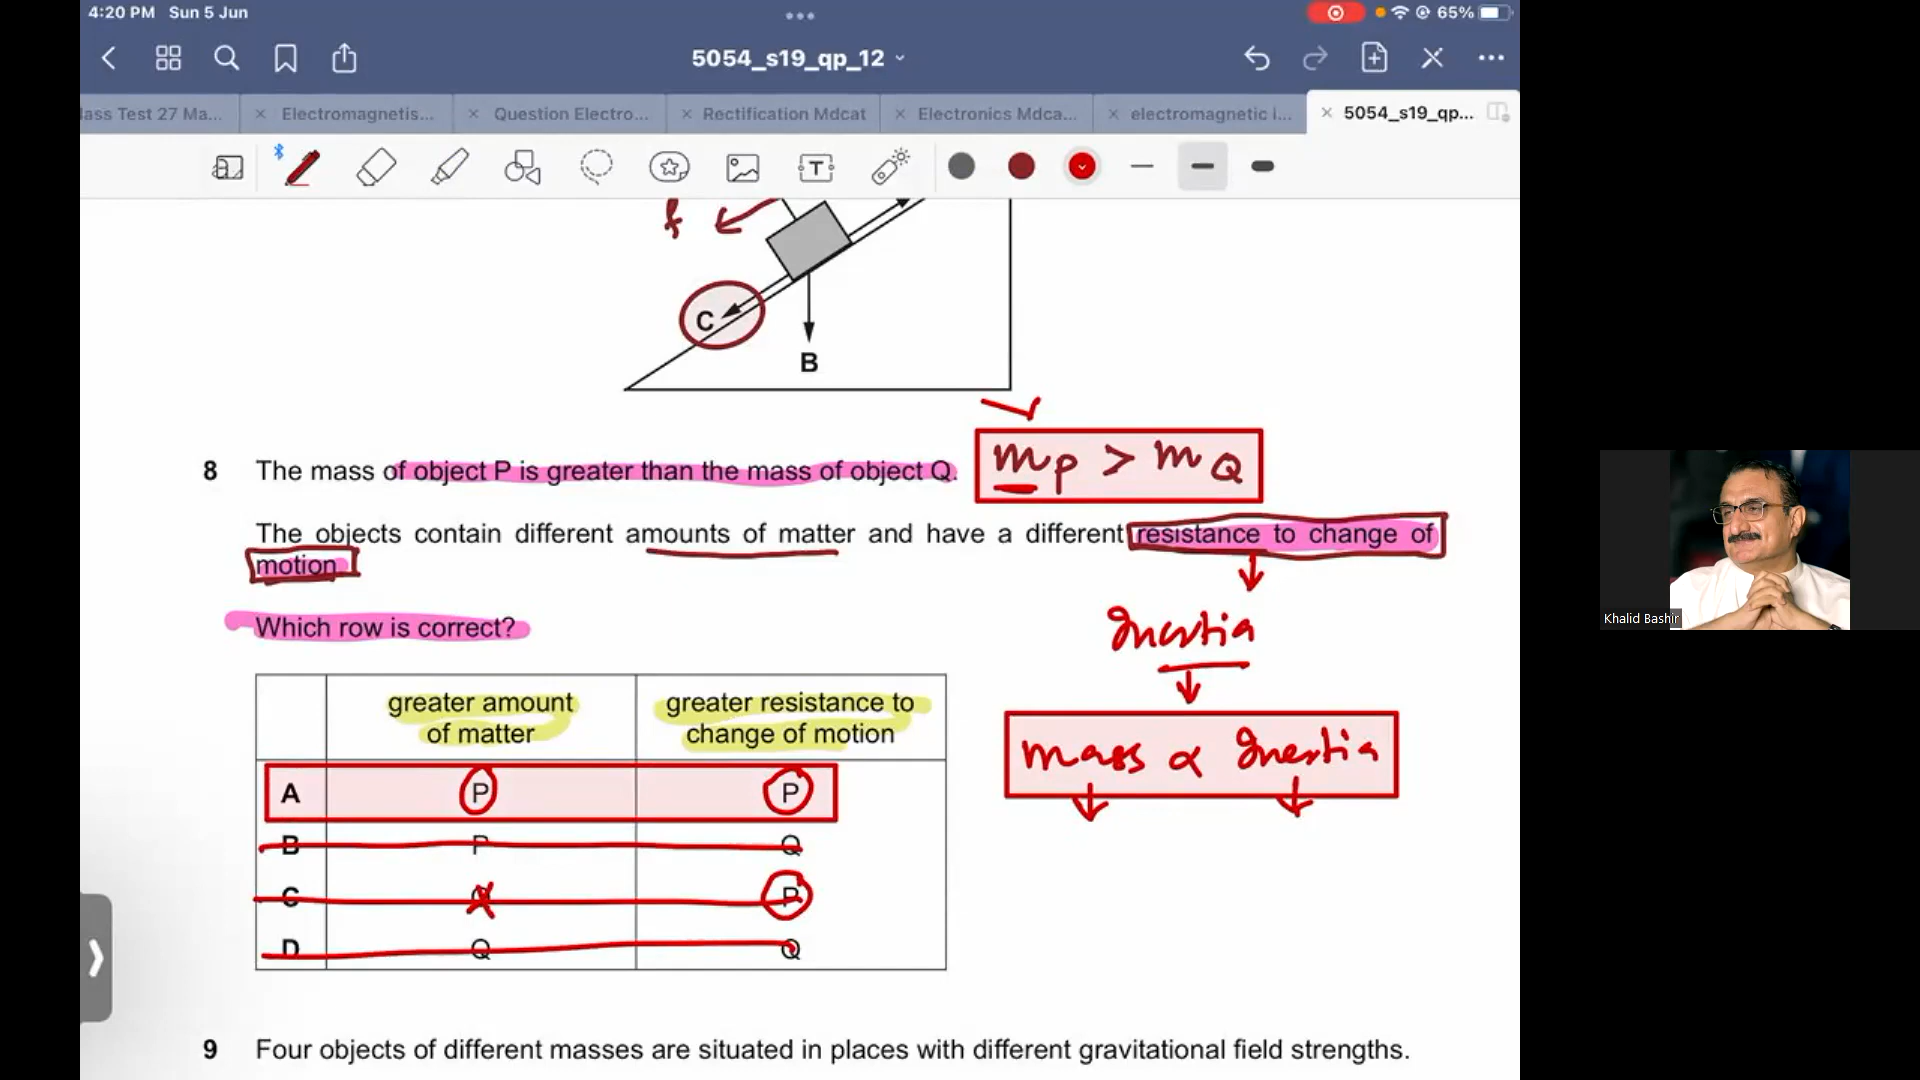 4:20 PM Sun 5 Jun
65%
5054_s19_qp_12
ass Test 27 Ma...
Electromagnetis...
Question Electro...
Rectification Mdcat
Electronics Mdca...
electromagnetic i...
5054_s19_qp...
f
C
B
8 The mass of object P is greater than the mass of object Q.
mP > mQ
The objects contain different amounts of matter and have a different resistance to change of
motion
Inertia
Which row is correct?
greater amount of matter
greater resistance to change of motion
mass ∝ Inertia
A P P
B P Q
C Q P
D Q Q
9 Four objects of different masses are situated in places with different gravitational field strengths.
Khalid Bashir